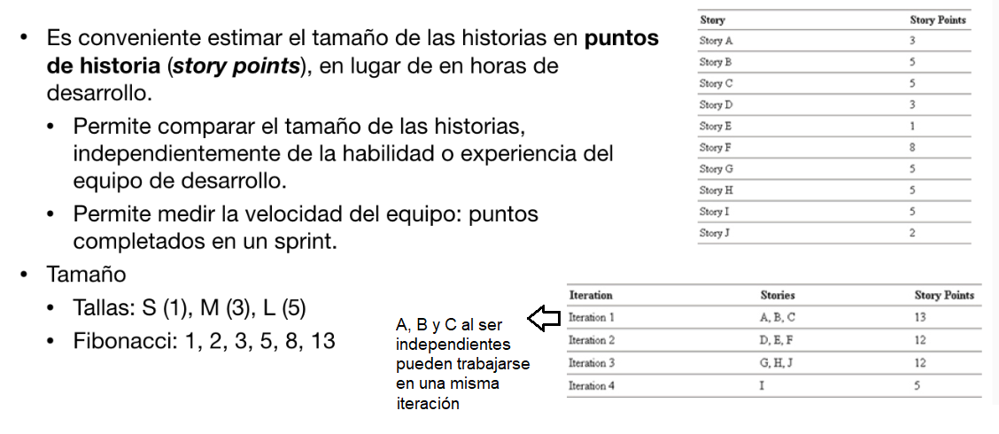 • Es conveniente estimar el tamaño de las historias en puntos
de historia (story points), en lugar de en horas de
desarrollo.
• Permite comparar el tamaño de las historias,
independientemente de la habilidad o experiencia del
equipo de desarrollo.
• Permite medir la velocidad del equipo: puntos
completados en un sprint.
• Tamaño
• Tallas: S (1), M (3), L (5)
• Fibonacci: 1, 2, 3, 5, 8, 13
Story Story Points
Story A 3
Story B 5
Story C 5
Story D 3
Story E 1
Story F 8
Story G 5
Story H 5
Story I 5
Story J 2
A, B y C al ser
independientes
pueden trabajarse
en una misma
iteración
Iteration Stories Story Points
Iteration 1 A, B, C 13
Iteration 2 D, E, F 12
Iteration 3 G, H, J 12
Iteration 4 I 5